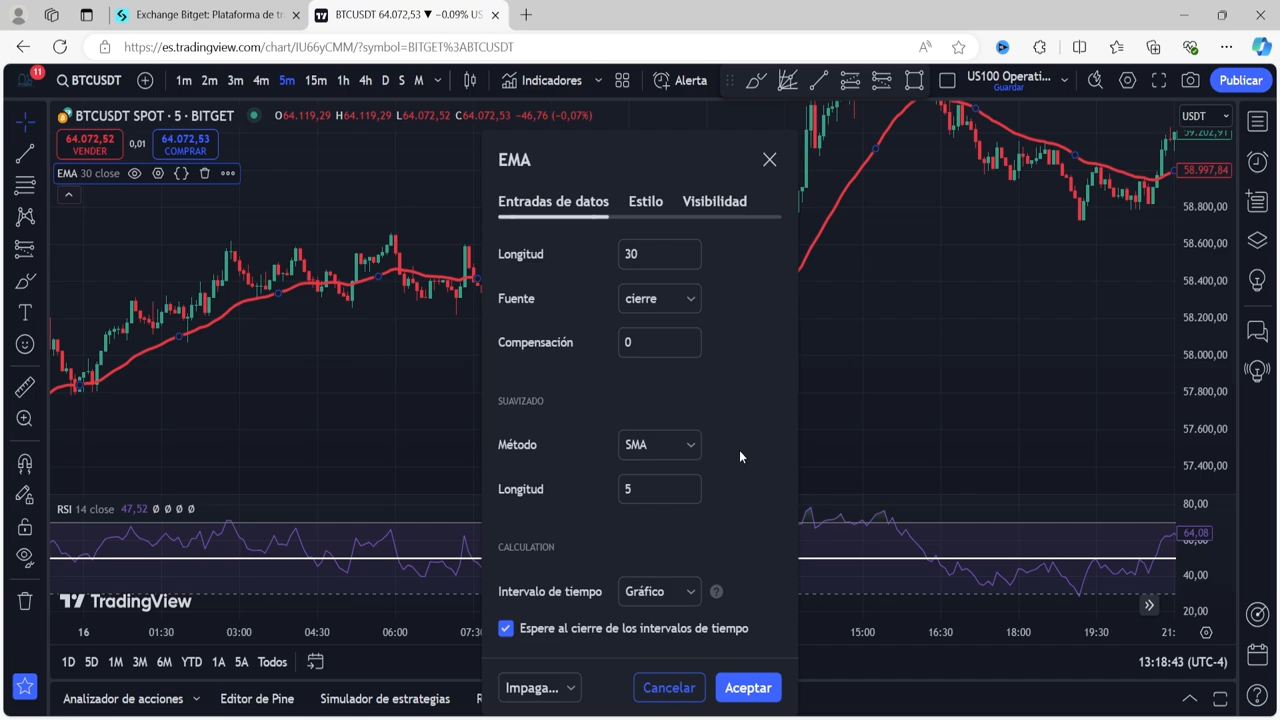 Exchange Bitget: Plataforma de tr
BTCUSDT 64.072,53 ▼ −0.09% US
https://es.tradingview.com/chart/IU66yCMM/?symbol=BITGET%3ABTCUSDT
11
BTCUSDT
1m 2m 3m 4m 5m 15m 1h 4h D S M
Indicadores
Alerta
US100 Operati...
Guardar
Publicar
BTCUSDT SPOT · 5 · BITGET
O64.119,29 H64.119,29 L64.072,52 C64.072,53 −46,76 (−0,07%)
USDT
64.072,52
VENDER
0,01
64.072,53
COMPRAR
EMA 30 close
EMA
Entradas de datos Estilo Visibilidad
Longitud 30
Fuente cierre
Compensación 0
SUAVIZADO
Método SMA
Longitud 5
CALCULATION
Intervalo de tiempo Gráfico ?
Espere al cierre de los intervalos de tiempo
Impaga...
Cancelar
Aceptar
59.202,91
58.997,84
58.800,00
58.600,00
58.400,00
58.200,00
58.000,00
57.800,00
57.600,00
57.400,00
RSI 14 close 47,52 Ø Ø Ø Ø
80,00
64,08
40,00
20,00
TradingView
16 01:30 03:00 04:30 06:00 07:30 15:00 16:30 18:00 19:30 21:
1D 5D 1M 3M 6M YTD 1A 5A Todos
13:18:43 (UTC-4)
Analizador de acciones Editor de Pine Simulador de estrategias